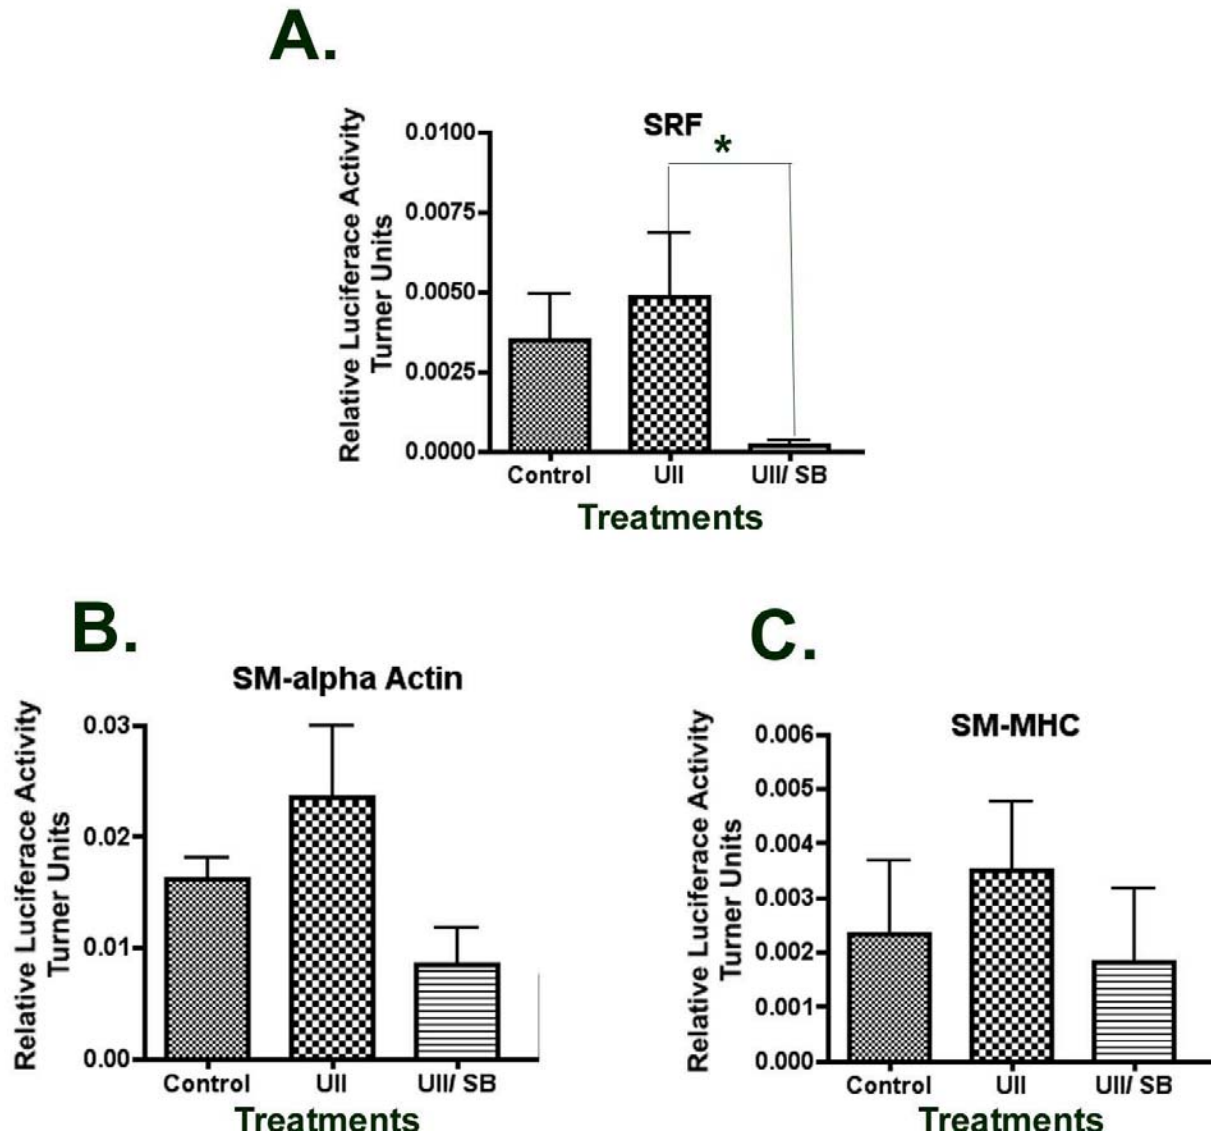 A.
SRF
*
Relative Luciferace Activity
Turner Units
0.0100
0.0075
0.0050
0.0025
0.0000
Control UII UII/ SB
Treatments
B.
SM-alpha Actin
Relative Luciferace Activity
Turner Units
0.03
0.02
0.01
0.00
Control UII UII/ SB
Treatments
C.
SM-MHC
Relative Luciferace Activity
Turner Units
0.006
0.005
0.004
0.003
0.002
0.001
0.000
Control UII UII/ SB
Treatments